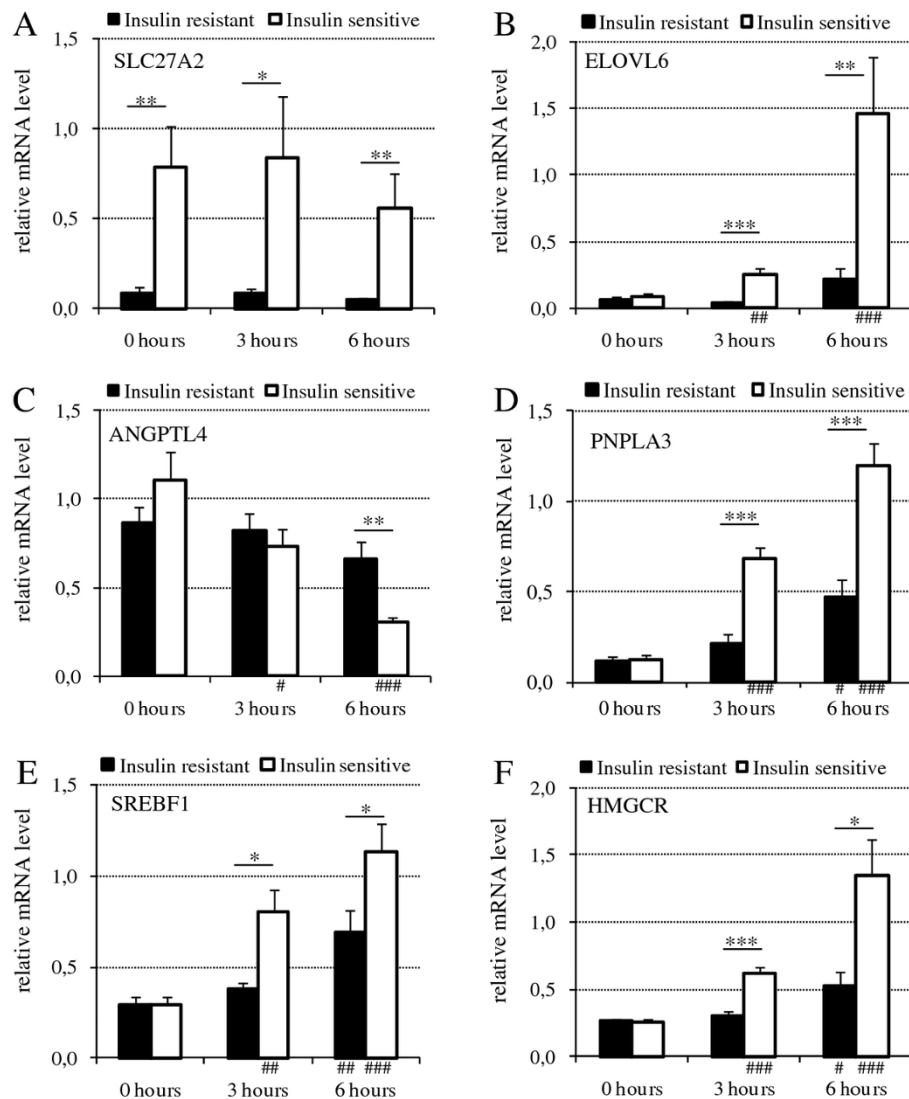 A
Insulin resistant Insulin sensitive
SLC27A2
relative mRNA level
1,5
1,0
0,5
0,0
** * **
0 hours 3 hours 6 hours
B
Insulin resistant Insulin sensitive
ELOVL6
relative mRNA level
2,0
1,5
1,0
0,5
0,0
*** **
## ###
0 hours 3 hours 6 hours
C
Insulin resistant Insulin sensitive
ANGPTL4
relative mRNA level
1,5
1,0
0,5
0,0
**
# ###
0 hours 3 hours 6 hours
D
Insulin resistant Insulin sensitive
PNPLA3
relative mRNA level
1,5
1,0
0,5
0,0
*** ***
### # ###
0 hours 3 hours 6 hours
E
Insulin resistant Insulin sensitive
SREBF1
relative mRNA level
1,5
1,0
0,5
0,0
* *
## ## ###
0 hours 3 hours 6 hours
F
Insulin resistant Insulin sensitive
HMGCR
relative mRNA level
2,0
1,5
1,0
0,5
0,0
*** *
### # ###
0 hours 3 hours 6 hours